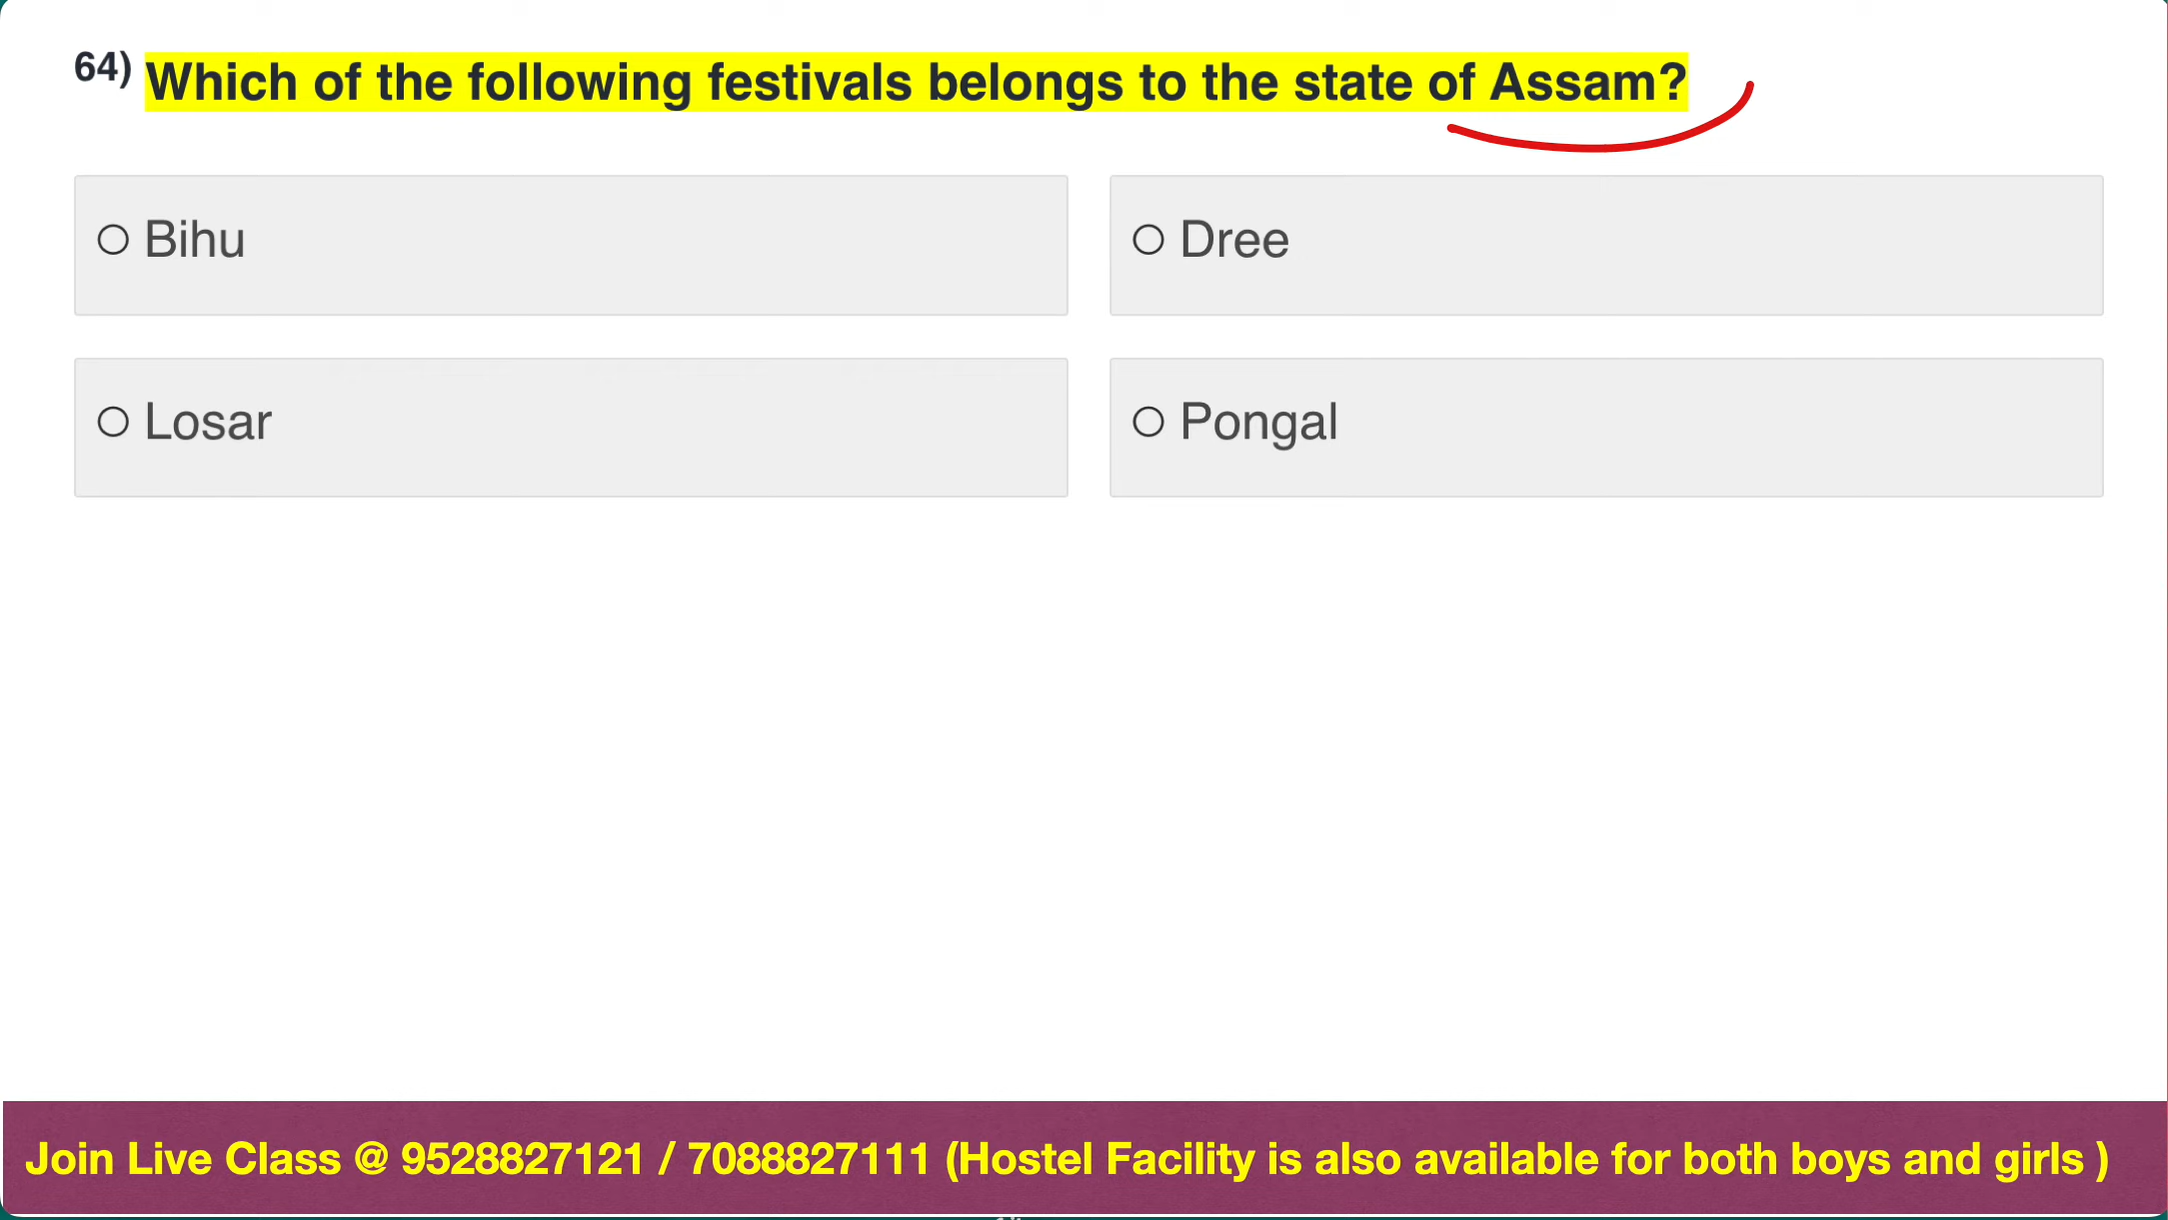 64) Which of the following festivals belongs to the state of Assam?
Bihu
Dree
Losar
Pongal
Join Live Class @ 9528827121 / 7088827111 (Hostel Facility is also available for both boys and girls )